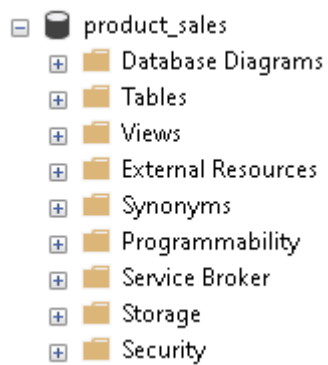 product_sales
Database Diagrams
Tables
Views
External Resources
Synonyms
Programmability
Service Broker
Storage
Security